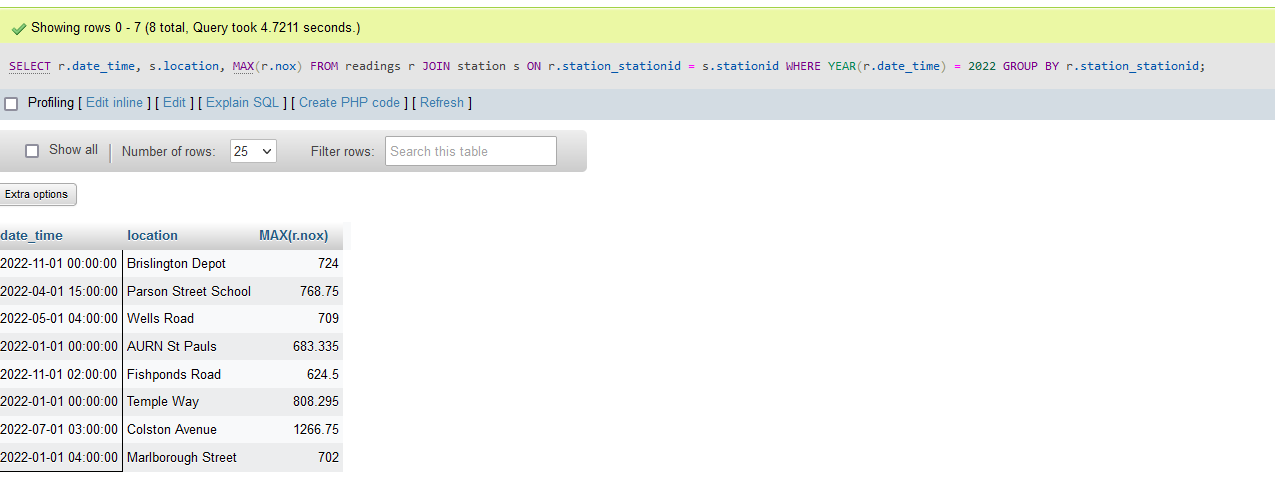 Showing rows 0 - 7 (8 total, Query took 4.7211 seconds.)
SELECT r.date_time, s.location, MAX(r.nox) FROM readings r JOIN station s ON r.station_stationid = s.stationid WHERE YEAR(r.date_time) = 2022 GROUP BY r.station_stationid;
Profiling [ Edit inline ] [ Edit ] [ Explain SQL ] [ Create PHP code ] [ Refresh ]
Show all Number of rows: 25 Filter rows: Search this table
Extra options
date_time location MAX(r.nox)
2022-11-01 00:00:00 Brislington Depot 724
2022-04-01 15:00:00 Parson Street School 768.75
2022-05-01 04:00:00 Wells Road 709
2022-01-01 00:00:00 AURN St Pauls 683.335
2022-11-01 02:00:00 Fishponds Road 624.5
2022-01-01 00:00:00 Temple Way 808.295
2022-07-01 03:00:00 Colston Avenue 1266.75
2022-01-01 04:00:00 Marlborough Street 702